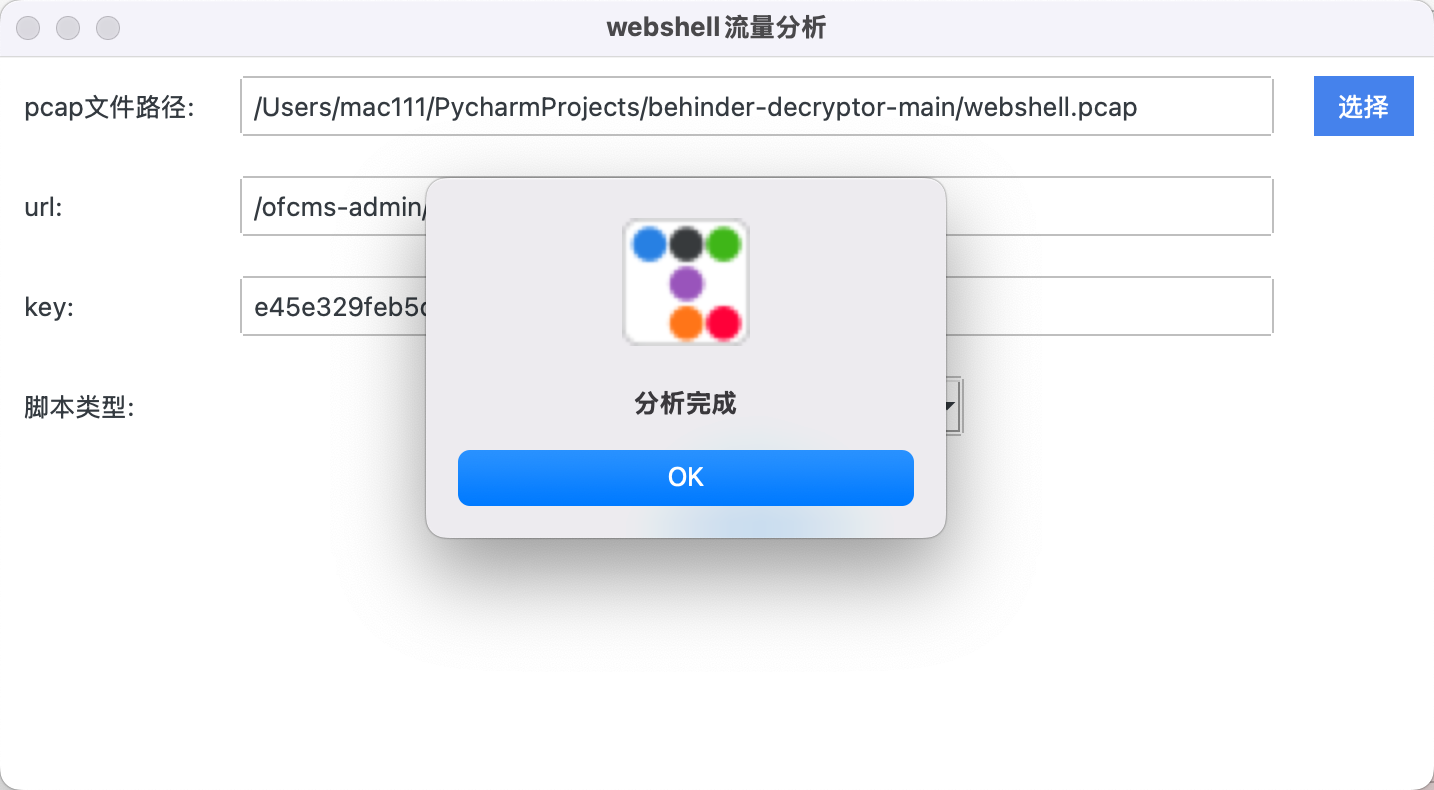 webshell流量分析
pcap文件路径:
/Users/mac111/PycharmProjects/behinder-decryptor-main/webshell.pcap
选择
url:
/ofcms-admin/
key:
e45e329feb5
脚本类型:
分析完成
OK